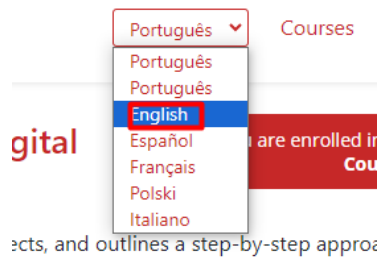 Português Courses
Português
Português
English
gital Español are enrolled in
Français Cou
Polski
Italiano
ects, and outlines a step-by-step approa